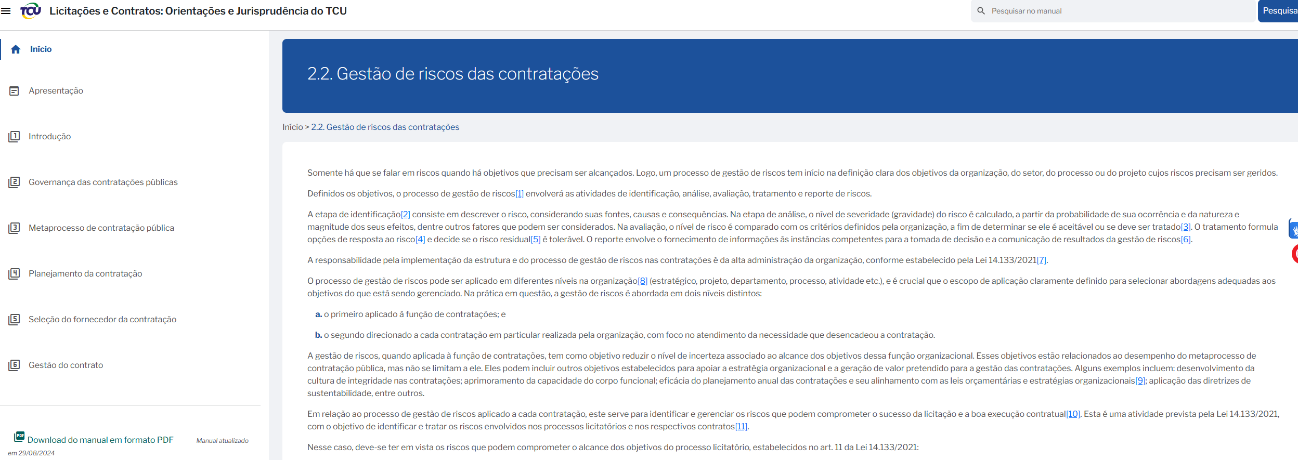 TCU
Licitações e Contratos: Orientações e Jurisprudência do TCU
Pesquisar no manual
Pesquisa
Início
Apresentação
1 Introdução
2 Governança das contratações públicas
3 Metaprocesso de contratação pública
4 Planejamento da contratação
5 Seleção do fornecedor da contratação
6 Gestão do contrato
PDF Download do manual em formato PDF
Manual atualizado
em 29/08/2024
2.2. Gestão de riscos das contratações
Início > 2.2. Gestão de riscos das contratações
Somente há que se falar em riscos quando há objetivos que precisam ser alcançados. Logo, um processo de gestão de riscos tem início na definição clara dos objetivos da organização, do setor, do processo ou do projeto cujos riscos precisam ser geridos.
Definidos os objetivos, o processo de gestão de riscos[1] envolverá as atividades de identificação, análise, avaliação, tratamento e reporte de riscos.
A etapa de identificação[2] consiste em descrever o risco, considerando suas fontes, causas e consequências. Na etapa de análise, o nível de severidade (gravidade) do risco é calculado, a partir da probabilidade de sua ocorrência e da natureza e
magnitude dos seus efeitos, dentre outros fatores que podem ser considerados. Na avaliação, o nível de risco é comparado com os critérios definidos pela organização, a fim de determinar se ele é aceitável ou se deve ser tratado[3]. O tratamento formula
opções de resposta ao risco[4] e decide se o risco residual[5] é tolerável. O reporte envolve o fornecimento de informações às instâncias competentes para a tomada de decisão e a comunicação de resultados da gestão de riscos[6].
A responsabilidade pela implementação da estrutura e do processo de gestão de riscos nas contratações é da alta administração da organização, conforme estabelecido pela Lei 14.133/2021[7].
O processo de gestão de riscos pode ser aplicado em diferentes níveis na organização[8] (estratégico, projeto, departamento, processo, atividade etc.), e é crucial que o escopo de aplicação claramente definido para selecionar abordagens adequadas aos
objetivos do que está sendo gerenciado. Na prática em questão, a gestão de riscos é abordada em dois níveis distintos:
a. o primeiro aplicado à função de contratações; e
b. o segundo direcionado a cada contratação em particular realizada pela organização, com foco no atendimento da necessidade que desencadeou a contratação.
A gestão de riscos, quando aplicada à função de contratações, tem como objetivo reduzir o nível de incerteza associado ao alcance dos objetivos dessa função organizacional. Esses objetivos estão relacionados ao desempenho do metaprocesso de
contratação pública, mas não se limitam a ele. Eles podem incluir outros objetivos estabelecidos para apoiar a estratégia organizacional e a geração de valor pretendido para a gestão das contratações. Alguns exemplos incluem: desenvolvimento da
cultura de integridade nas contratações; aprimoramento da capacidade do corpo funcional; eficácia do planejamento anual das contratações e seu alinhamento com as leis orçamentárias e estratégias organizacionais[9]; aplicação das diretrizes de
sustentabilidade, entre outros.
Em relação ao processo de gestão de riscos aplicado a cada contratação, este serve para identificar e gerenciar os riscos que podem comprometer o sucesso da licitação e a boa execução contratual[10]. Esta é uma atividade prevista pela Lei 14.133/2021,
com o objetivo de identificar e tratar os riscos envolvidos nos processos licitatórios e nos respectivos contratos[11].
Nesse caso, deve-se ter em vista os riscos que podem comprometer o alcance dos objetivos do processo licitatório, estabelecidos no art. 11 da Lei 14.133/2021: